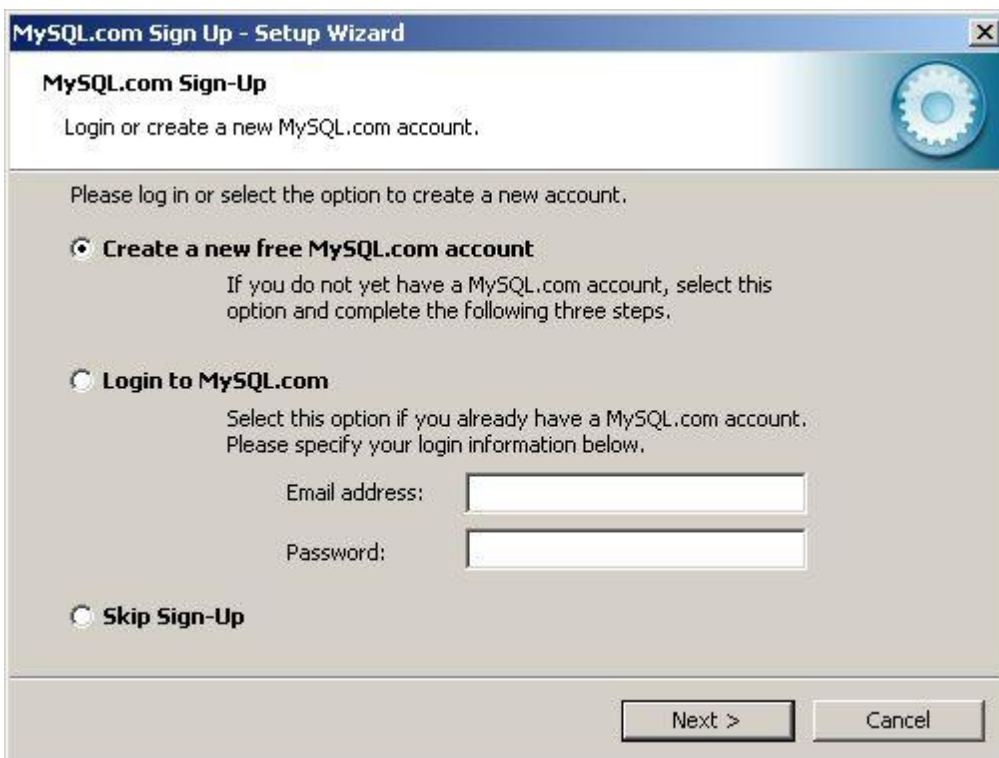 MySQL.com Sign Up - Setup Wizard
MySQL.com Sign-Up
Login or create a new MySQL.com account.
Please log in or select the option to create a new account.
Create a new free MySQL.com account
If you do not yet have a MySQL.com account, select this
option and complete the following three steps.
Login to MySQL.com
Select this option if you already have a MySQL.com account.
Please specify your login information below.
Email address:
Password:
Skip Sign-Up
Next >
Cancel